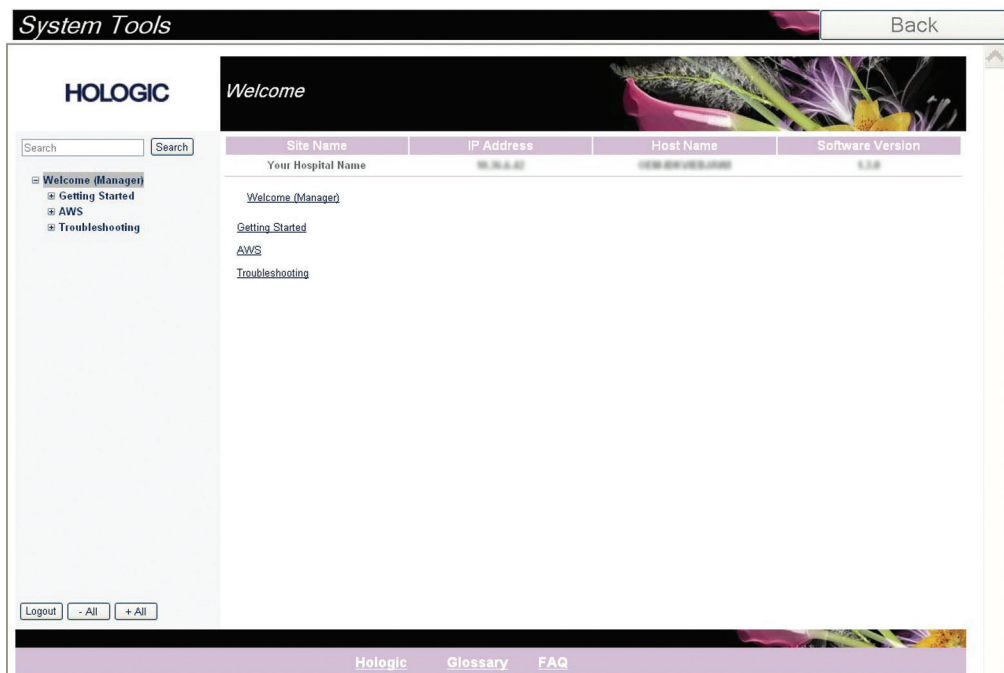 System Tools
Back
HOLOGIC
Welcome
Search
Search
Welcome (Manager)
Getting Started
AWS
Troubleshooting
Site Name IP Address Host Name Software Version
Your Hospital Name
Welcome (Manager)
Getting Started
AWS
Troubleshooting
Logout - All + All
Hologic Glossary FAQ